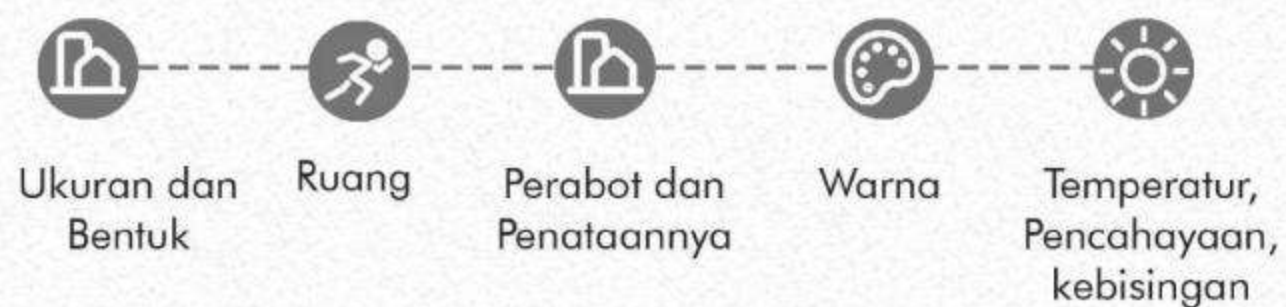 Ukuran dan
Bentuk
Ruang
Perabot dan
Penataannya
Warna
Temperatur,
Pencahayaan,
kebisingan